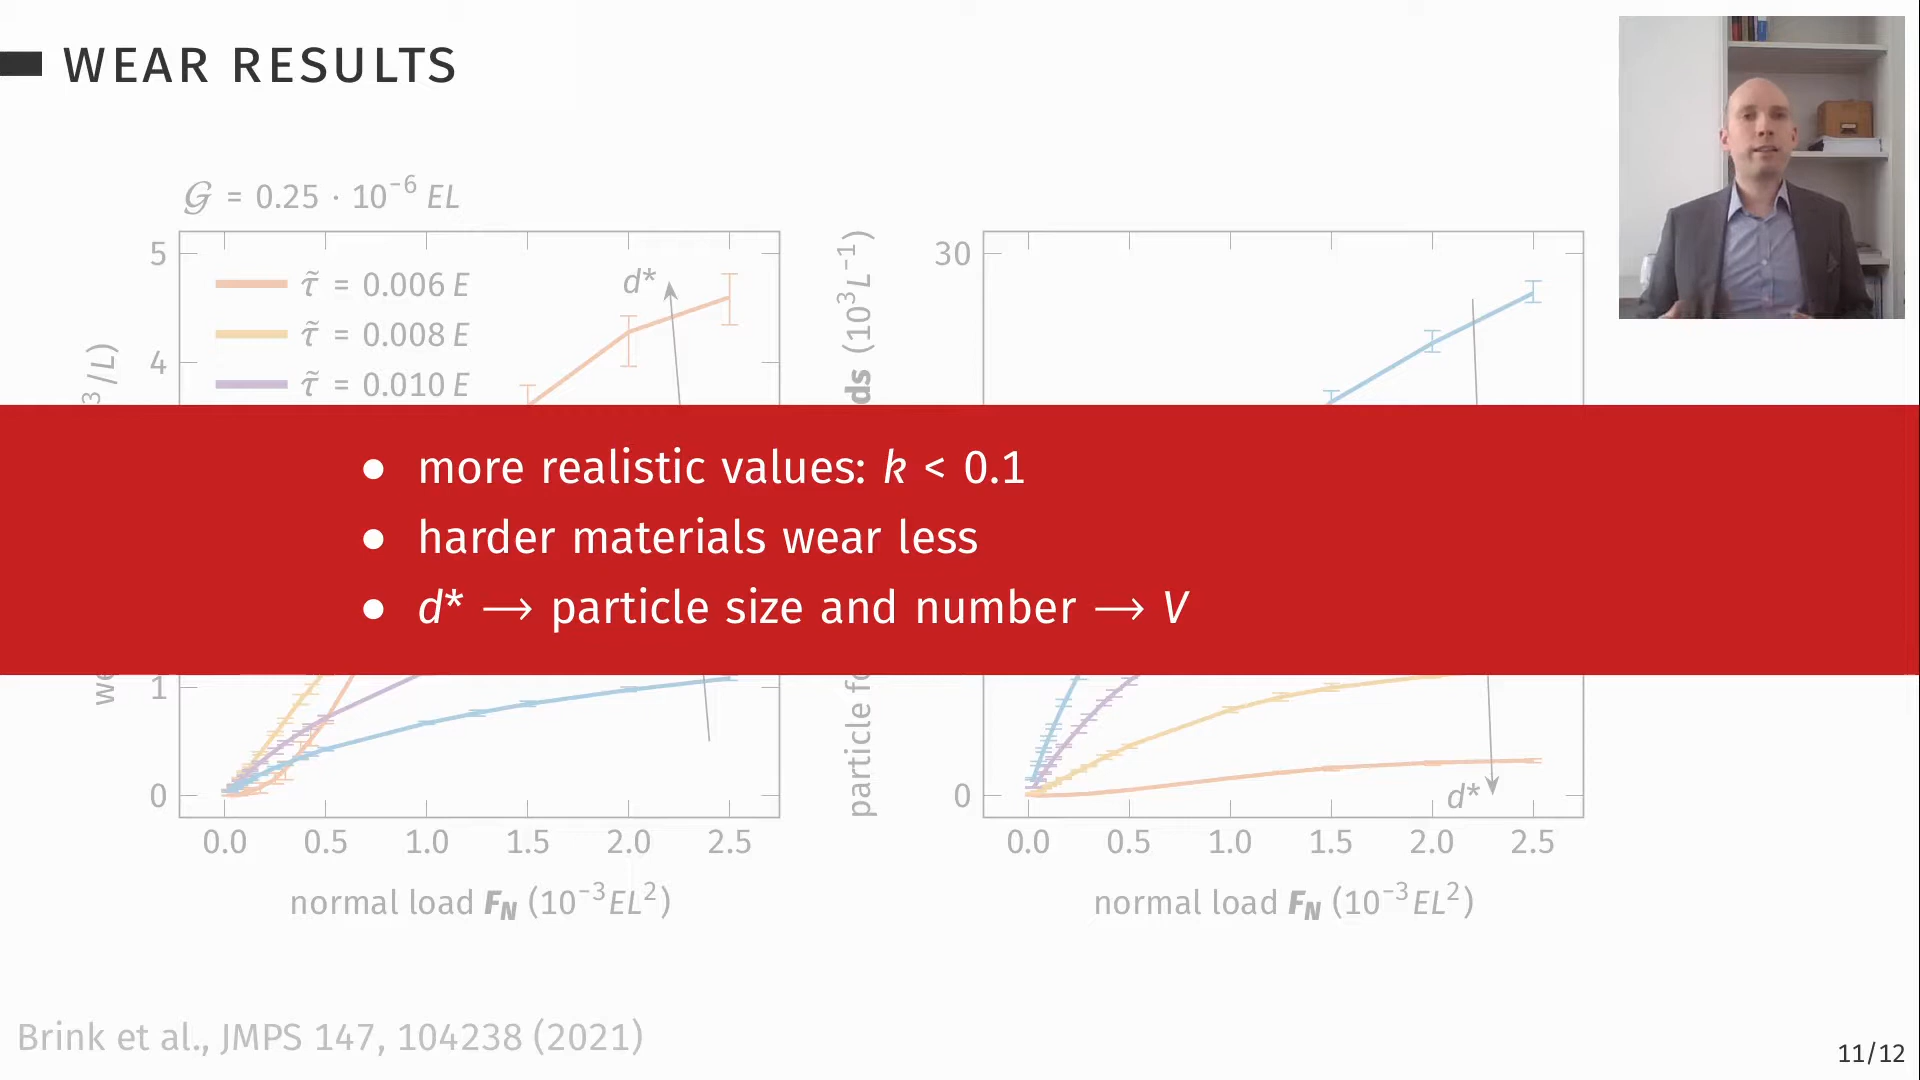 WEAR RESULTS
𝒢 = 0.25 · 10⁻⁶ EL
τ̃ = 0.006 E
τ̃ = 0.008 E
τ̃ = 0.010 E
d*
5
4
1
0
³/L)
0.0 0.5 1.0 1.5 2.0 2.5
normal load F_N (10⁻³EL²)
30
0
(10³L⁻¹)
particle
d*
0.0 0.5 1.0 1.5 2.0 2.5
normal load F_N (10⁻³EL²)
• more realistic values: k < 0.1
• harder materials wear less
• d* → particle size and number → V
Brink et al., JMPS 147, 104238 (2021)
11/12